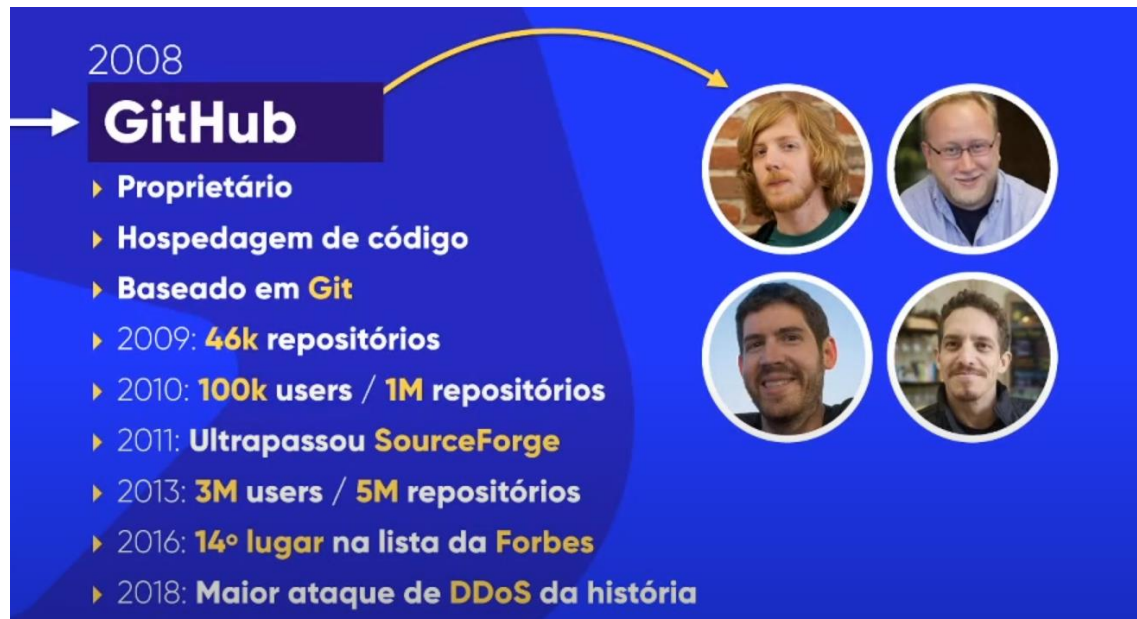 2008
GitHub
Proprietário
Hospedagem de código
Baseado em Git
2009: 46k repositórios
2010: 100k users / 1M repositórios
2011: Ultrapassou SourceForge
2013: 3M users / 5M repositórios
2016: 14º lugar na lista da Forbes
2018: Maior ataque de DDoS da história